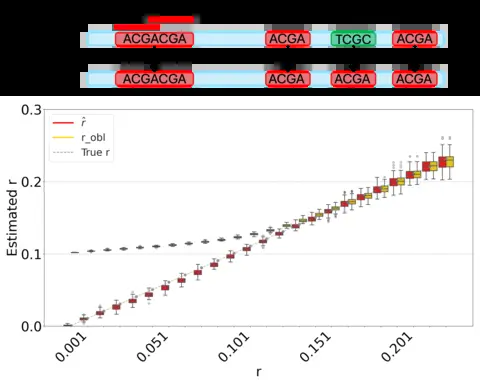 ACGACGA ACGA TCGC ACGA
ACGACGA ACGA ACGA ACGA
0.3
r̂
r_obl
True r
0.2
Estimated r
0.1
0.0
0.001 0.051 0.101 0.151 0.201
r